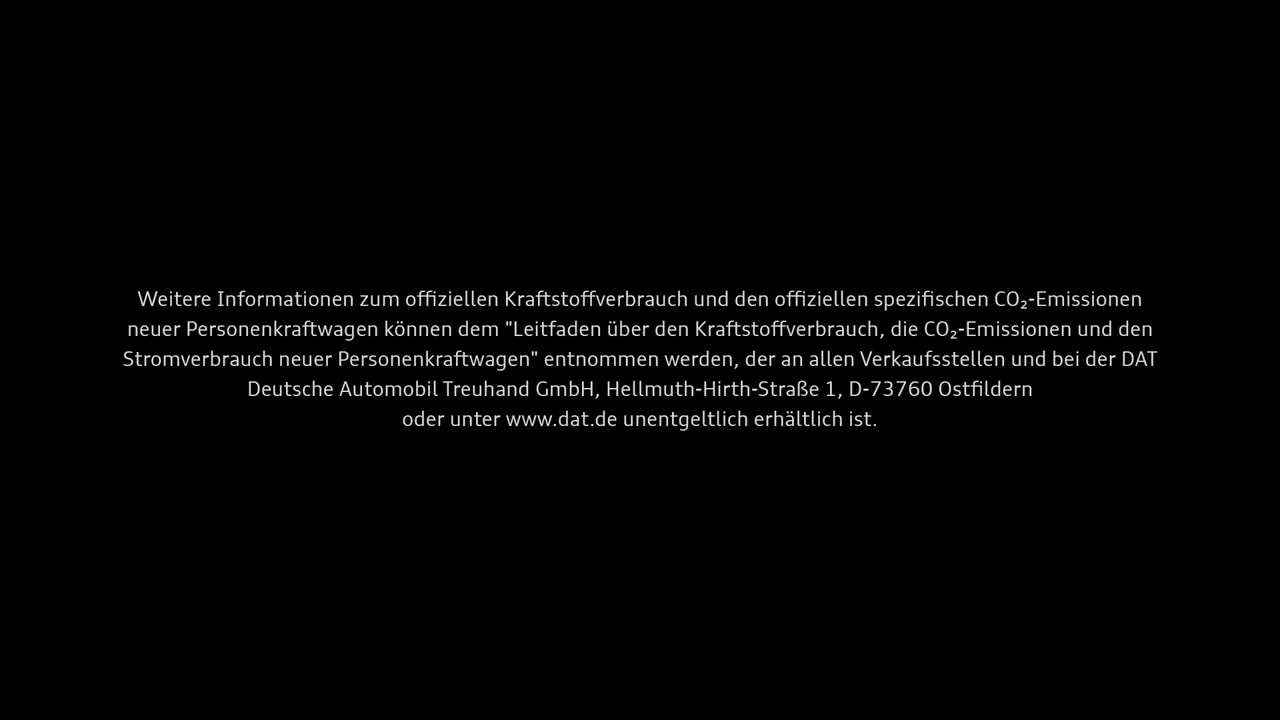 Weitere Informationen zum offiziellen Kraftstoffverbrauch und den offiziellen spezifischen CO₂-Emissionen
neuer Personenkraftwagen können dem "Leitfaden über den Kraftstoffverbrauch, die CO₂-Emissionen und den
Stromverbrauch neuer Personenkraftwagen" entnommen werden, der an allen Verkaufsstellen und bei der DAT
Deutsche Automobil Treuhand GmbH, Hellmuth-Hirth-Straße 1, D-73760 Ostfildern
oder unter www.dat.de unentgeltlich erhältlich ist.